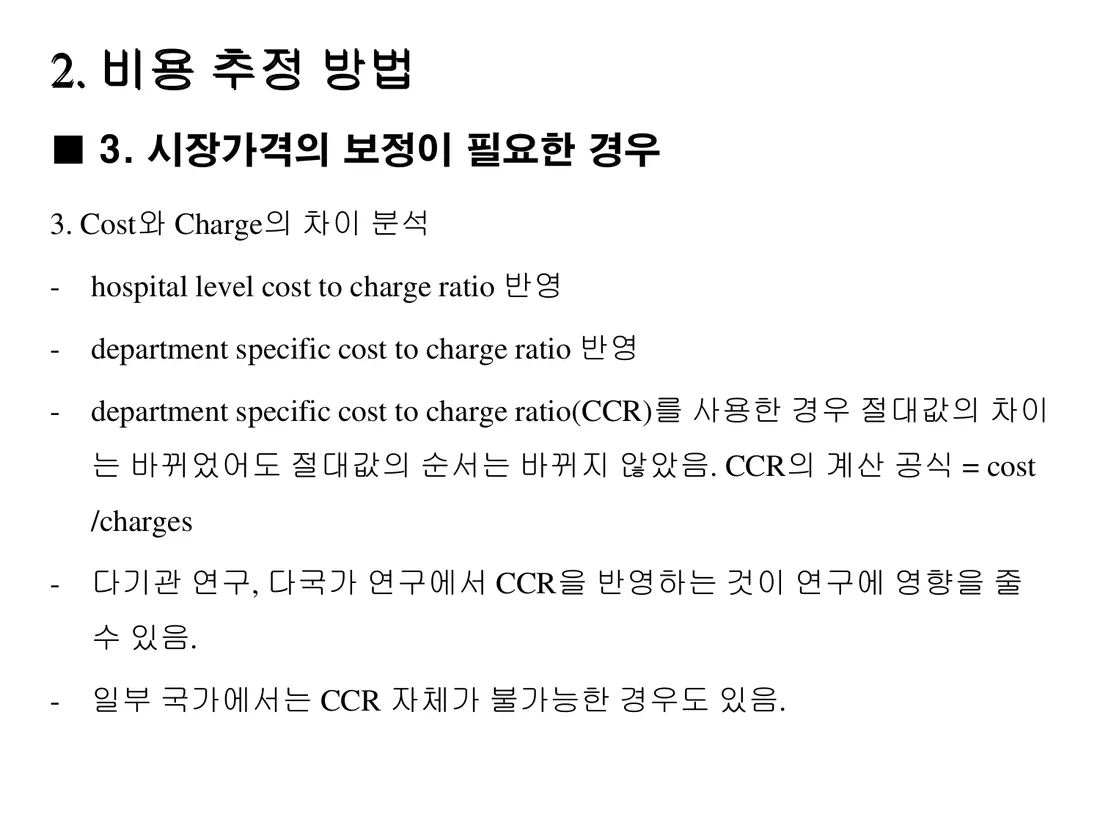 2. 비용 추정 방법
■ 3. 시장가격의 보정이 필요한 경우
3. Cost와 Charge의 차이 분석
- hospital level cost to charge ratio 반영
- department specific cost to charge ratio 반영
- department specific cost to charge ratio(CCR)를 사용한 경우 절대값의 차이
는 바뀌었어도 절대값의 순서는 바뀌지 않았음. CCR의 계산 공식 = cost
/charges
- 다기관 연구, 다국가 연구에서 CCR을 반영하는 것이 연구에 영향을 줄
수 있음.
- 일부 국가에서는 CCR 자체가 불가능한 경우도 있음.